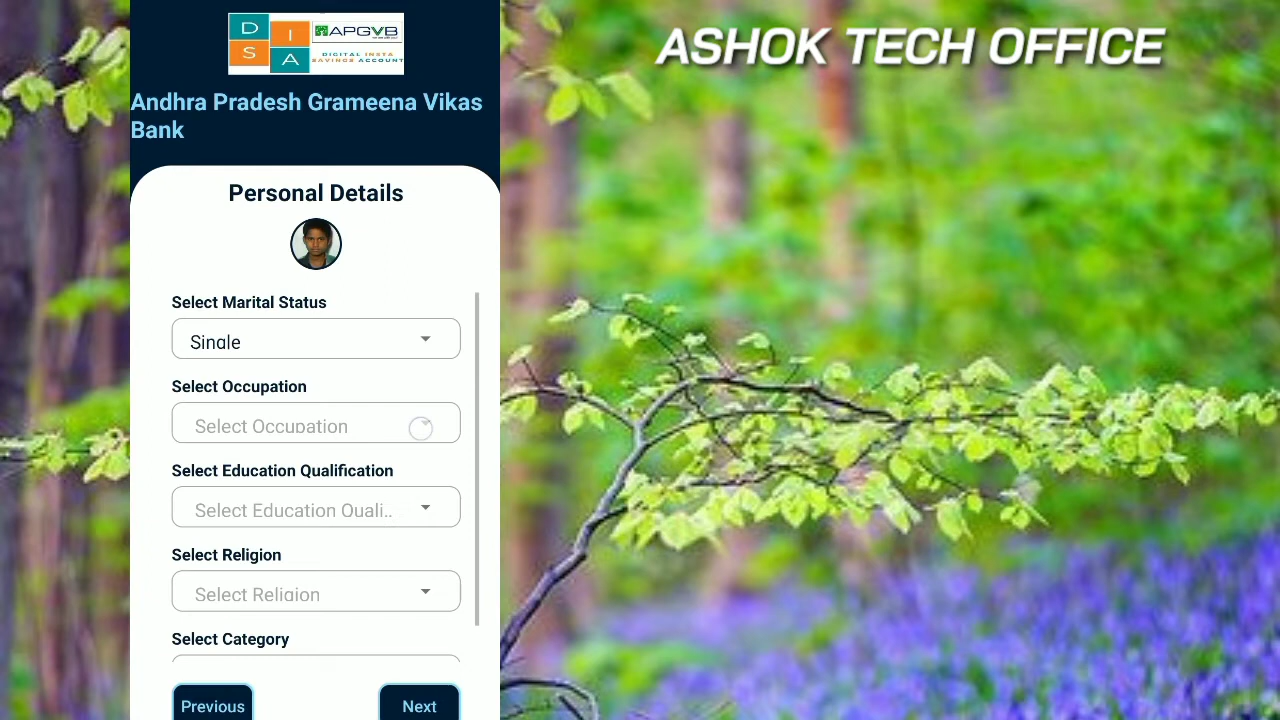 D I
S A
APGVB
DIGITAL INSTA
SAVINGS ACCOUNT
ASHOK TECH OFFICE
Andhra Pradesh Grameena Vikas
Bank
Personal Details
Select Marital Status
Single
Select Occupation
Select Occupation
Select Education Qualification
Select Education Quali..
Select Religion
Select Religion
Select Category
Previous
Next